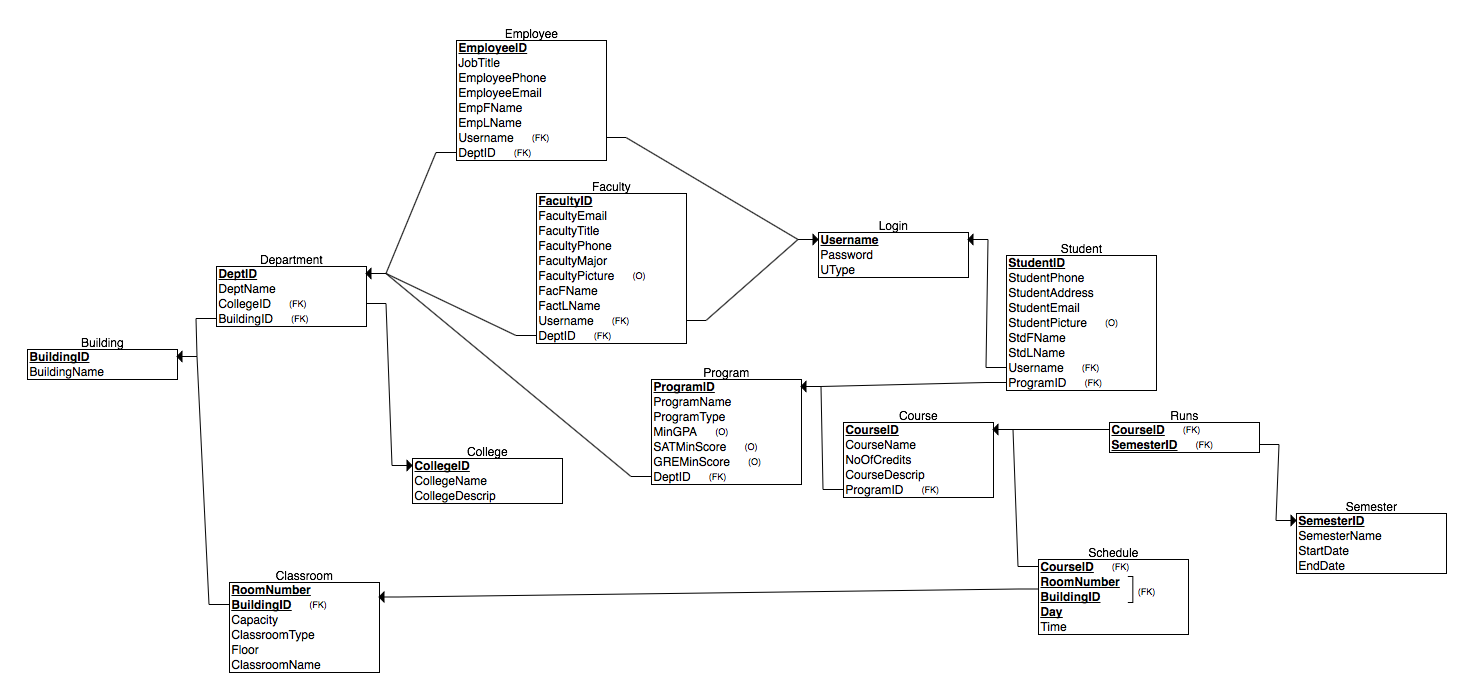 Employee
EmployeeID
JobTitle
EmployeePhone
EmployeeEmail
EmpFName
EmpLName
Username (FK)
DeptID (FK)
Faculty
FacultyID
FacultyEmail
FacultyTitle
FacultyPhone
FacultyMajor
FacultyPicture (O)
FacFName
FactLName
Username (FK)
DeptID (FK)
Login
Username
Password
UType
Student
StudentID
StudentPhone
StudentAddress
StudentEmail
StudentPicture (O)
StdFName
StdLName
Username (FK)
ProgramID (FK)
Department
DeptID
DeptName
CollegeID (FK)
BuildingID (FK)
Building
BuildingID
BuildingName
Program
ProgramID
ProgramName
ProgramType
MinGPA (O)
SATMinScore (O)
GREMinScore (O)
DeptID (FK)
Course
CourseID
CourseName
NoOfCredits
CourseDescrip
ProgramID (FK)
Runs
CourseID (FK)
SemesterID (FK)
College
CollegeID
CollegeName
CollegeDescrip
Semester
SemesterID
SemesterName
StartDate
EndDate
Schedule
CourseID (FK)
RoomNumber
BuildingID
(FK)
Day
Time
Classroom
RoomNumber
BuildingID (FK)
Capacity
ClassroomType
Floor
ClassroomName